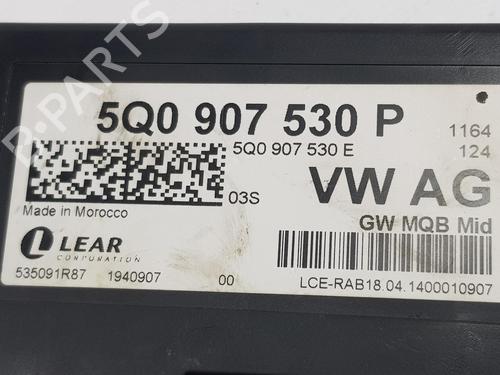 5Q0 907 530 P 1164
5Q0 907 530 E 124
03S VW AG
Made in Morocco
GW MQB Mid
LEAR
CORPORATION
535091R87 1940907 00 LCE-RAB18.04.1400010907
B-PARTS